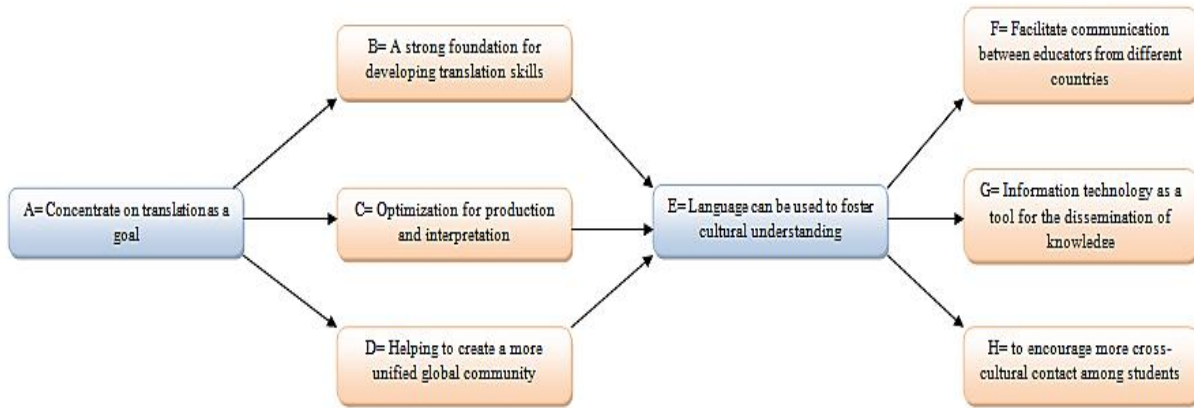 A= Concentrate on translation as a
goal
B= A strong foundation for
developing translation skills
C= Optimization for production
and interpretation
D= Helping to create a more
unified global community
E= Language can be used to foster
cultural understanding
F= Facilitate communication
between educators from different
countries
G= Information technology as a
tool for the dissemination of
knowledge
H= to encourage more cross-
cultural contact among students